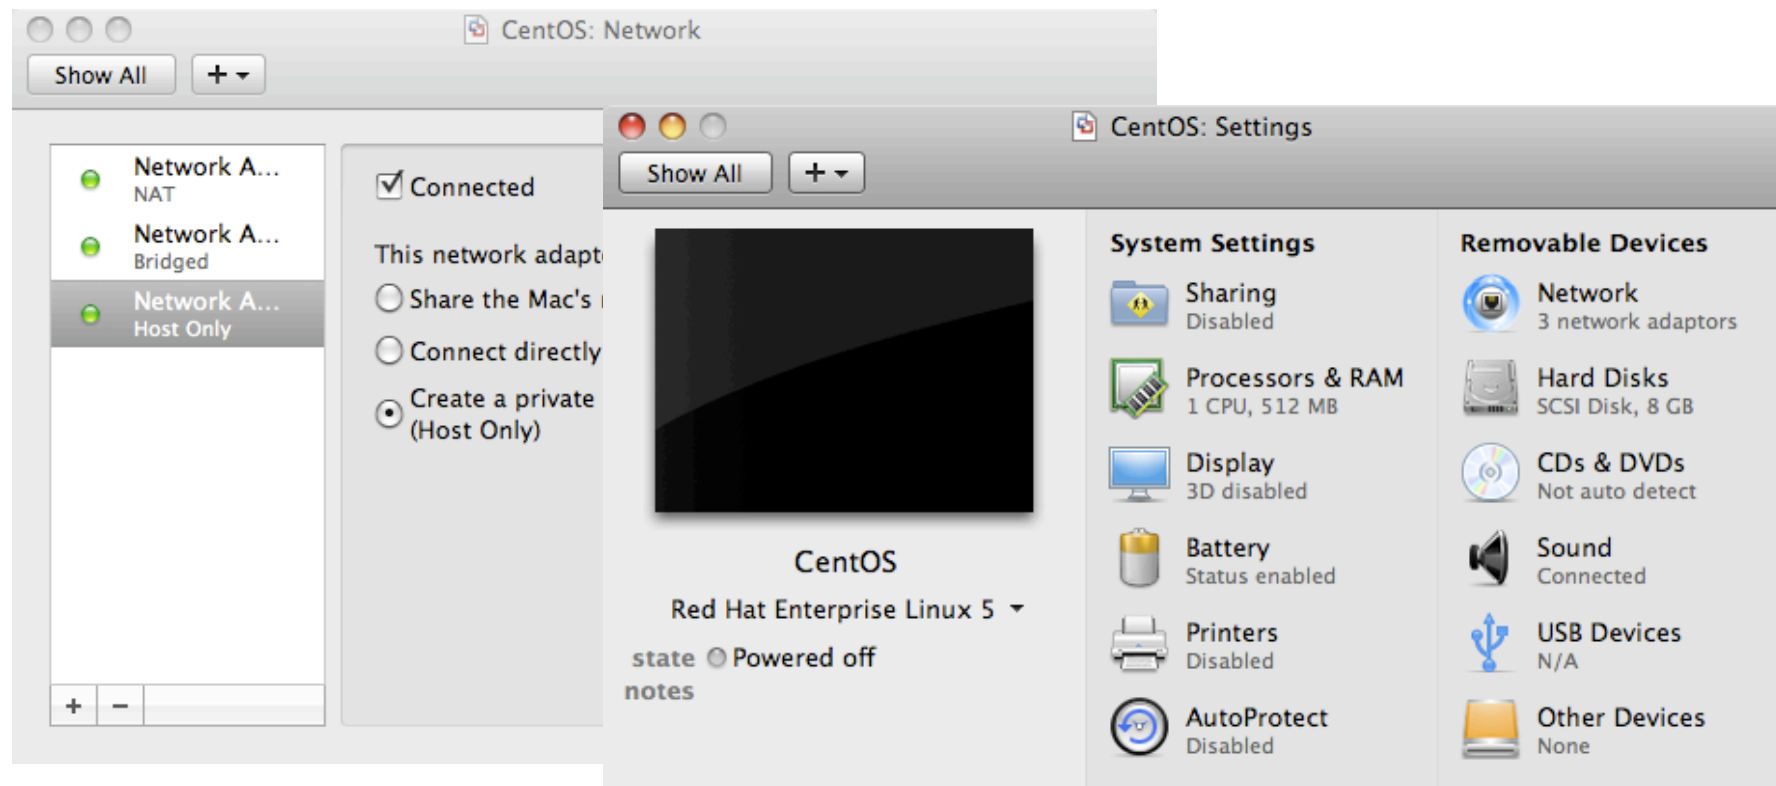 CentOS: Network
Show All
Network A...
NAT
Network A...
Bridged
Network A...
Host Only
Connected
This network adapt
Share the Mac's
Connect directly
Create a private
(Host Only)
CentOS: Settings
Show All
CentOS
Red Hat Enterprise Linux 5
state Powered off
notes
System Settings
Sharing
Disabled
Processors & RAM
1 CPU, 512 MB
Display
3D disabled
Battery
Status enabled
Printers
Disabled
AutoProtect
Disabled
Removable Devices
Network
3 network adaptors
Hard Disks
SCSI Disk, 8 GB
CDs & DVDs
Not auto detect
Sound
Connected
USB Devices
N/A
Other Devices
None